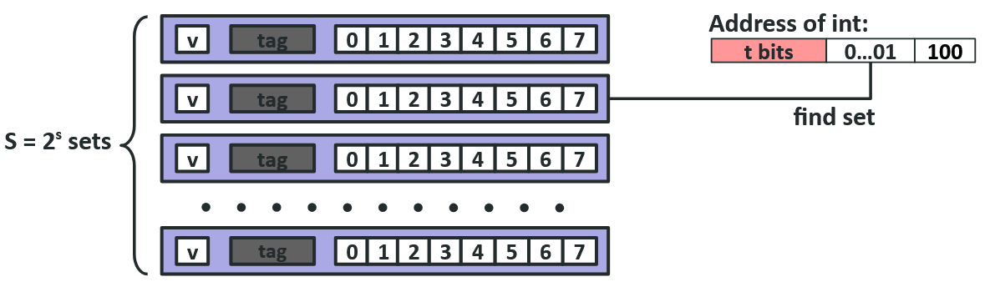 v tag 0 1 2 3 4 5 6 7
Address of int:
t bits 0...01 100
v tag 0 1 2 3 4 5 6 7
find set
S = 2ˢ sets
v tag 0 1 2 3 4 5 6 7
v tag 0 1 2 3 4 5 6 7